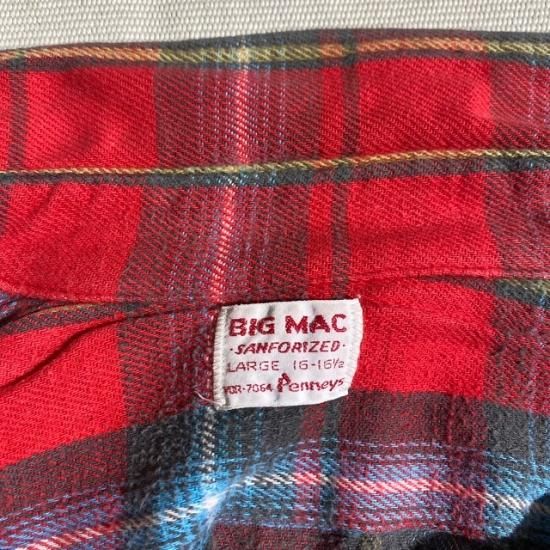 BIG MAC
·SANFORIZED·
LARGE 16-16½
Penneys